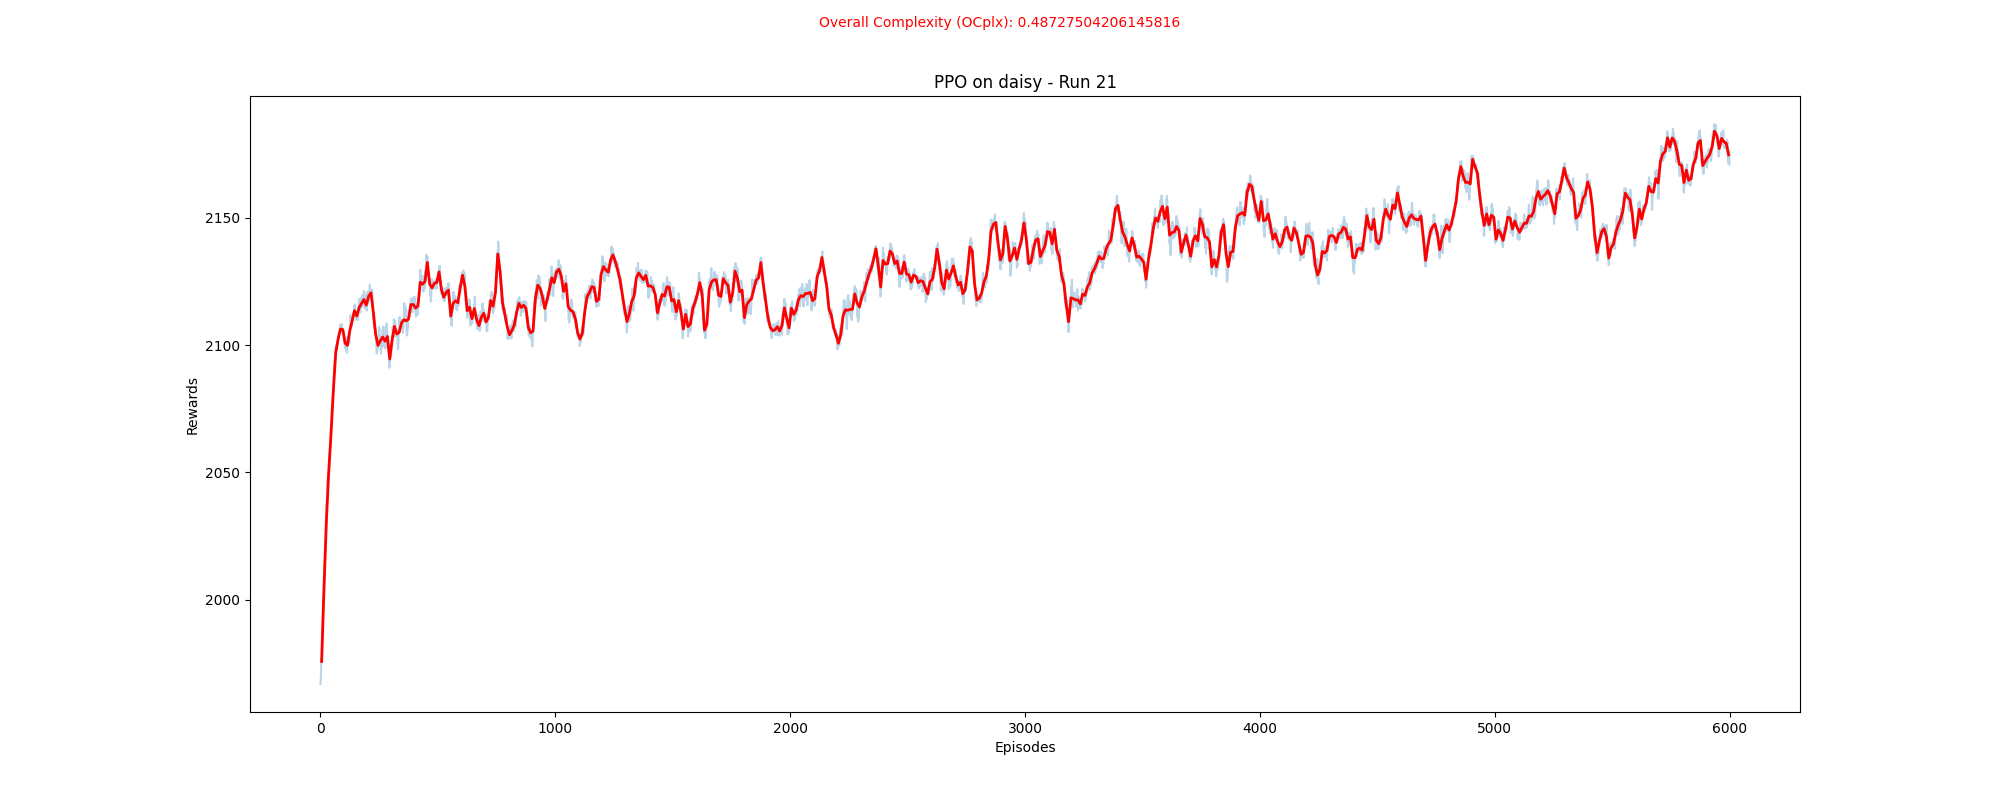 Overall Complexity (OCplx): 0.48727504206145816
PPO on daisy - Run 21
Rewards
2150
2100
2050
2000
0 1000 2000 3000 4000 5000 6000
Episodes